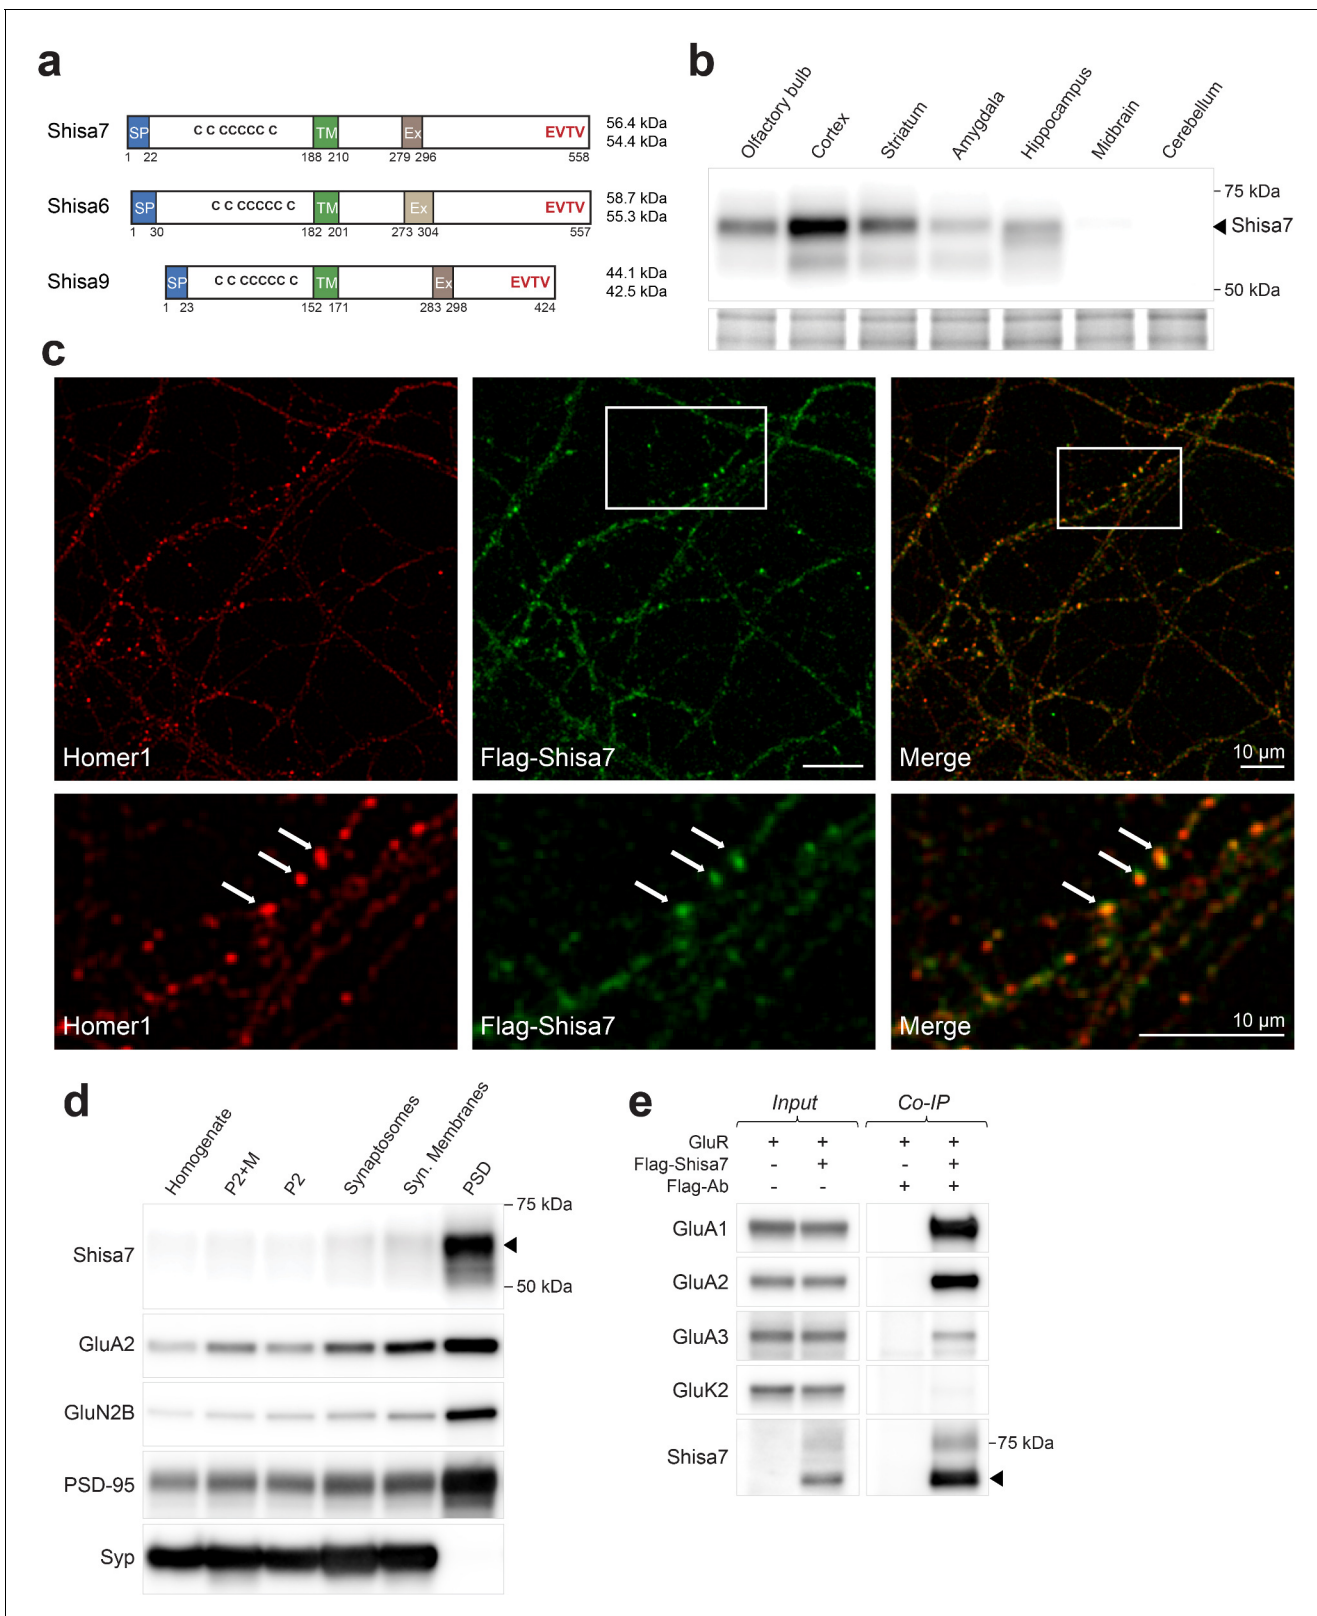 a
Shisa7
SP
C C CCCCC C
TM
Ex
EVTV
56.4 kDa
54.4 kDa
1 22 188 210 279 296 558
Shisa6
SP
C C CCCCC C
TM
Ex
EVTV
58.7 kDa
55.3 kDa
1 30 182 201 273 304 557
Shisa9
SP
C C CCCCC C
TM
Ex
EVTV
44.1 kDa
42.5 kDa
1 23 152 171 283 298 424
b
Olfactory bulb
Cortex
Striatum
Amygdala
Hippocampus
Midbrain
Cerebellum
75 kDa
Shisa7
50 kDa
c
Homer1
Flag-Shisa7
Merge
10 µm
Homer1
Flag-Shisa7
Merge
10 µm
d
Homogenate
P2+M
P2
Synaptosomes
Syn. Membranes
PSD
75 kDa
Shisa7
50 kDa
GluA2
GluN2B
PSD-95
Syp
e
Input Co-IP
GluR + + + +
Flag-Shisa7 - + - +
Flag-Ab - - + +
GluA1
GluA2
GluA3
GluK2
Shisa7
75 kDa